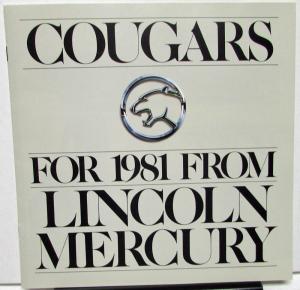 COUGARS
FOR 1981 FROM
LINCOLN
MERCURY